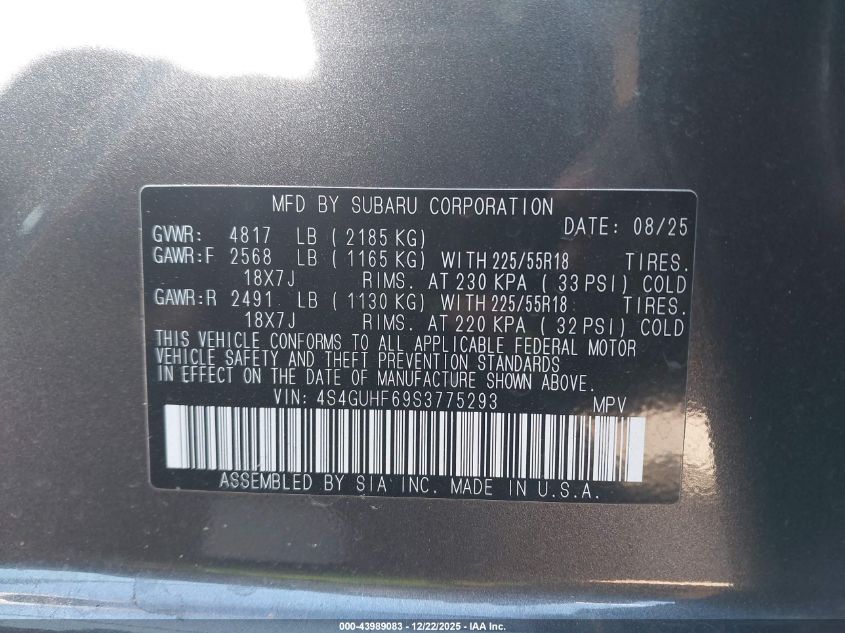 MFD BY SUBARU CORPORATION DATE: 08/25
GVWR: 4817 LB ( 2185 KG)
GAWR:F 2568 LB ( 1165 KG) WITH 225/55R18 TIRES.
18X7J RIMS. AT 230 KPA ( 33 PSI) COLD
GAWR:R 2491 LB ( 1130 KG) WITH 225/55R18 TIRES.
18X7J RIMS. AT 220 KPA ( 32 PSI) COLD
THIS VEHICLE CONFORMS TO ALL APPLICABLE FEDERAL MOTOR
VEHICLE SAFETY AND THEFT PREVENTION STANDARDS
IN EFFECT ON THE DATE OF MANUFACTURE SHOWN ABOVE.
VIN: 4S4GUHF69S3775293 MPV
ASSEMBLED BY SIA INC. MADE IN U.S.A.
000-43989083 - 12/22/2025 - IAA Inc.